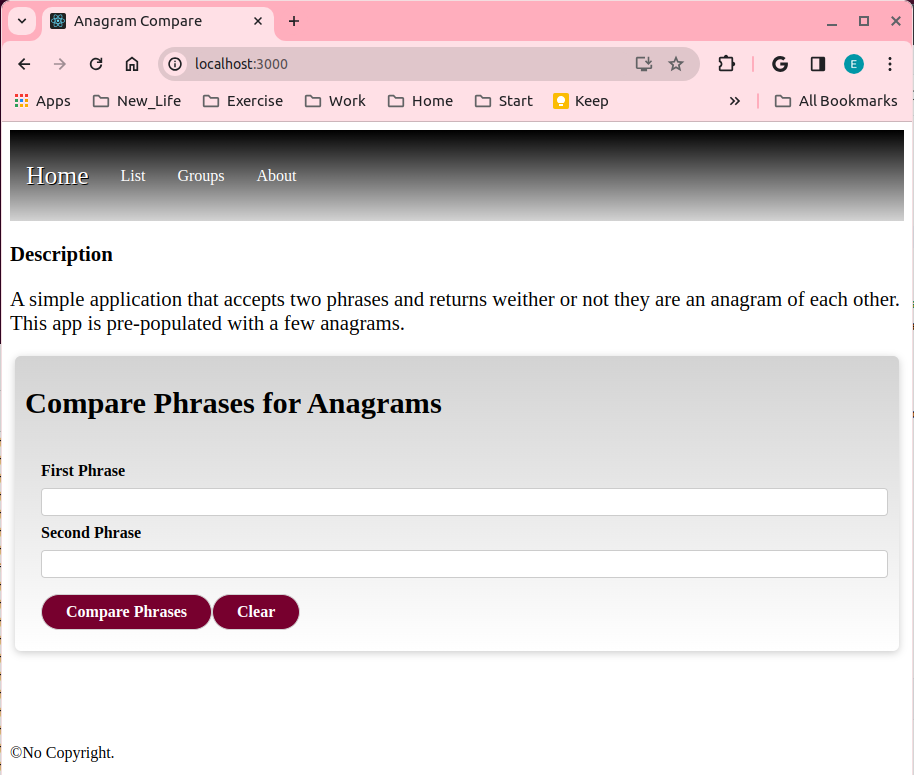 Anagram Compare
localhost:3000
E
Apps New_Life Exercise Work Home Start Keep All Bookmarks
Home List Groups About
Description
A simple application that accepts two phrases and returns weither or not they are an anagram of each other.
This app is pre-populated with a few anagrams.
Compare Phrases for Anagrams
First Phrase
Second Phrase
Compare Phrases Clear
©No Copyright.